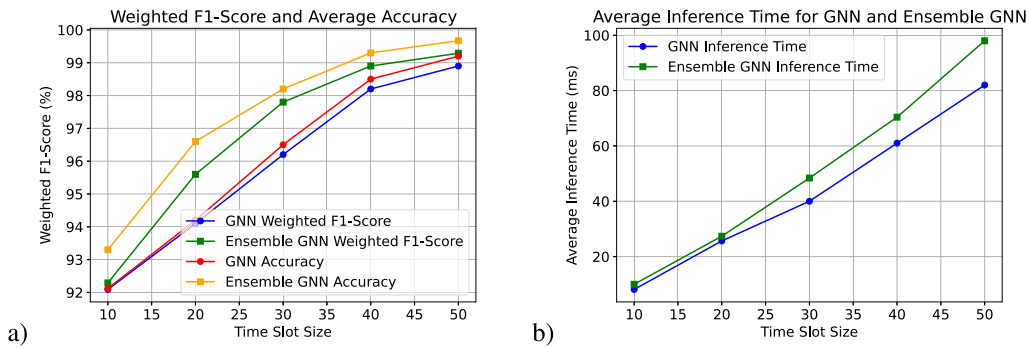 Weighted F1-Score and Average Accuracy
Weighted F1-Score (%)
100
99
98
97
96
95
94
93
92
GNN Weighted F1-Score
Ensemble GNN Weighted F1-Score
GNN Accuracy
Ensemble GNN Accuracy
10 15 20 25 30 35 40 45 50
Time Slot Size
a)
Average Inference Time for GNN and Ensemble GNN
Average Inference Time (ms)
100
80
60
40
20
GNN Inference Time
Ensemble GNN Inference Time
10 15 20 25 30 35 40 45 50
Time Slot Size
b)